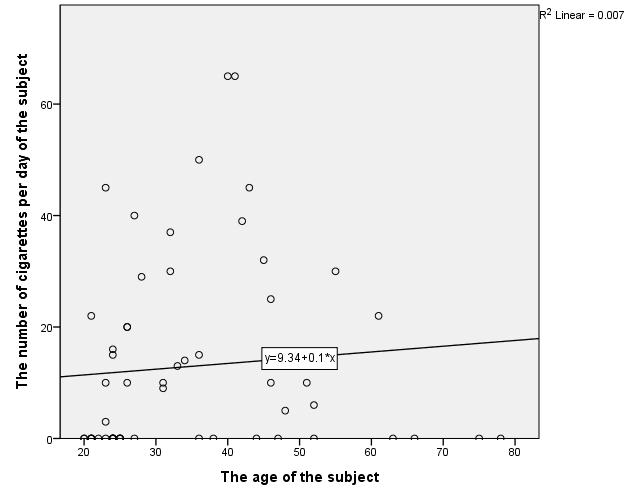 R² Linear = 0.007
The number of cigarettes per day of the subject
60
40
20
0
y=9.34+0.1*x
20 30 40 50 60 70 80
The age of the subject